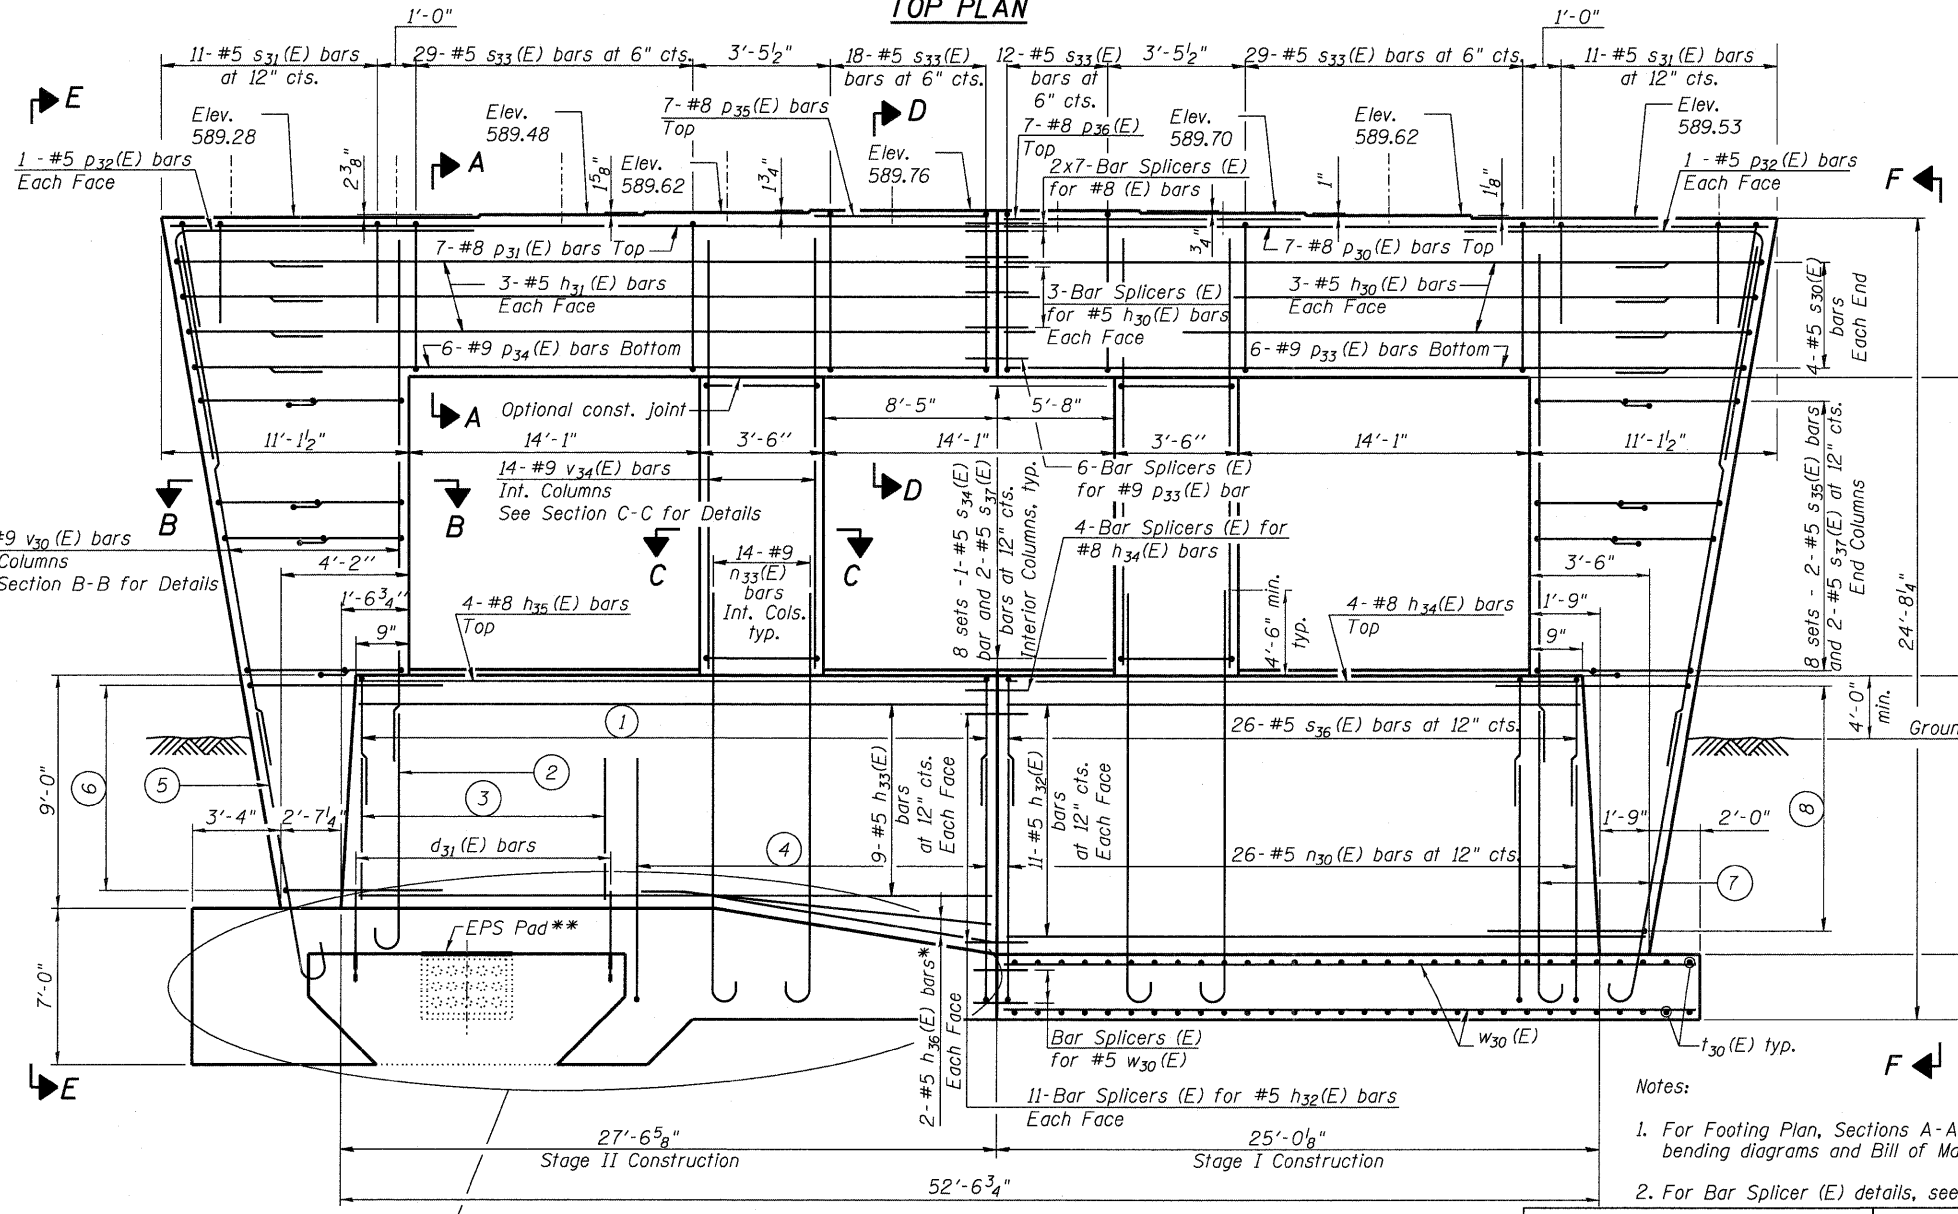 TOP PLAN
1'-0"
1'-0"
11-#5 s31(E) bars
at 12" cts.
29-#5 s33(E) bars at 6" cts.
3'-5½"
18-#5 s33(E)
bars at 6" cts.
12-#5 s33(E)
bars at
6" cts.
3'-5½"
29-#5 s33(E) bars at 6" cts.
11-#5 s31(E) bars
at 12" cts.
E
Elev.
589.28
Elev.
589.48
7-#8 p35(E) bars
Top
D
7-#8 p36(E)
Top
Elev.
589.70
Elev.
589.62
Elev.
589.53
1 - #5 p32(E) bars
Each Face
2⅜"
A
1⅝"
Elev.
589.62
1¾"
Elev.
589.76
2x7-Bar Splicers (E)
for #8 (E) bars
1"
1⅛"
1 - #5 p32(E) bars
Each Face
F
7-#8 p31(E) bars Top
¾"
7-#8 p30(E) bars Top
3-#5 h31(E) bars
Each Face
3-Bar Splicers (E)
for #5 h30(E) bars
Each Face
3-#5 h30(E) bars
Each Face
4-#5 s30(E)
bars
Each End
6-#9 p34(E) bars Bottom
6-#9 p33(E) bars Bottom
A
Optional const. joint
8'-5"
5'-8"
11'-1½"
14'-1"
3'-6"
14'-1"
3'-6"
14'-1"
11'-1½"
14-#9 v34(E) bars
Int. Columns
See Section C-C for Details
D
6-Bar Splicers (E)
for #9 p33(E) bar
B
B
C
C
#9 v30(E) bars
Columns
Section B-B for Details
4'-2"
14-#9
n33(E)
bars
Int. Cols.
typ.
8 sets -1-#5 s34(E)
bar and 2-#5 s37(E)
bars at 12" cts.
Interior Columns, typ.
4-Bar Splicers (E) for
#8 h34(E) bars
3'-6"
8 sets - 2-#5 s35(E) bars
and 2-#5 s37(E) at 12" cts.
End Columns
24'-8¼"
1'-6¾"
4-#8 h35(E) bars
Top
4'-6" min.
typ.
4-#8 h34(E) bars
Top
1'-9"
9"
9"
4'-0"
min.
1
26-#5 s36(E) bars at 12" cts.
Groun
9'-0"
6
5
2
3
9-#5 h33(E)
bars
at 12" cts.
Each Face
11-#5 h32(E)
bars
at 12" cts.
Each Face
8
3'-4"
2'-7¼"
1'-9"
2'-0"
d31(E) bars
4
26-#5 n30(E) bars at 12" cts.
7
EPS Pad**
7'-0"
2-#5 h36(E) bars*
Each Face
Bar Splicers (E)
for #5 w30(E)
w30(E)
t30(E) typ.
E
F
11-Bar Splicers (E) for #5 h32(E) bars
Each Face
Notes:
27'-6⅝"
Stage II Construction
25'-0⅛"
Stage I Construction
1. For Footing Plan, Sections A-A
bending diagrams and Bill of Ma
52'-6¾"
2. For Bar Splicer (E) details, see